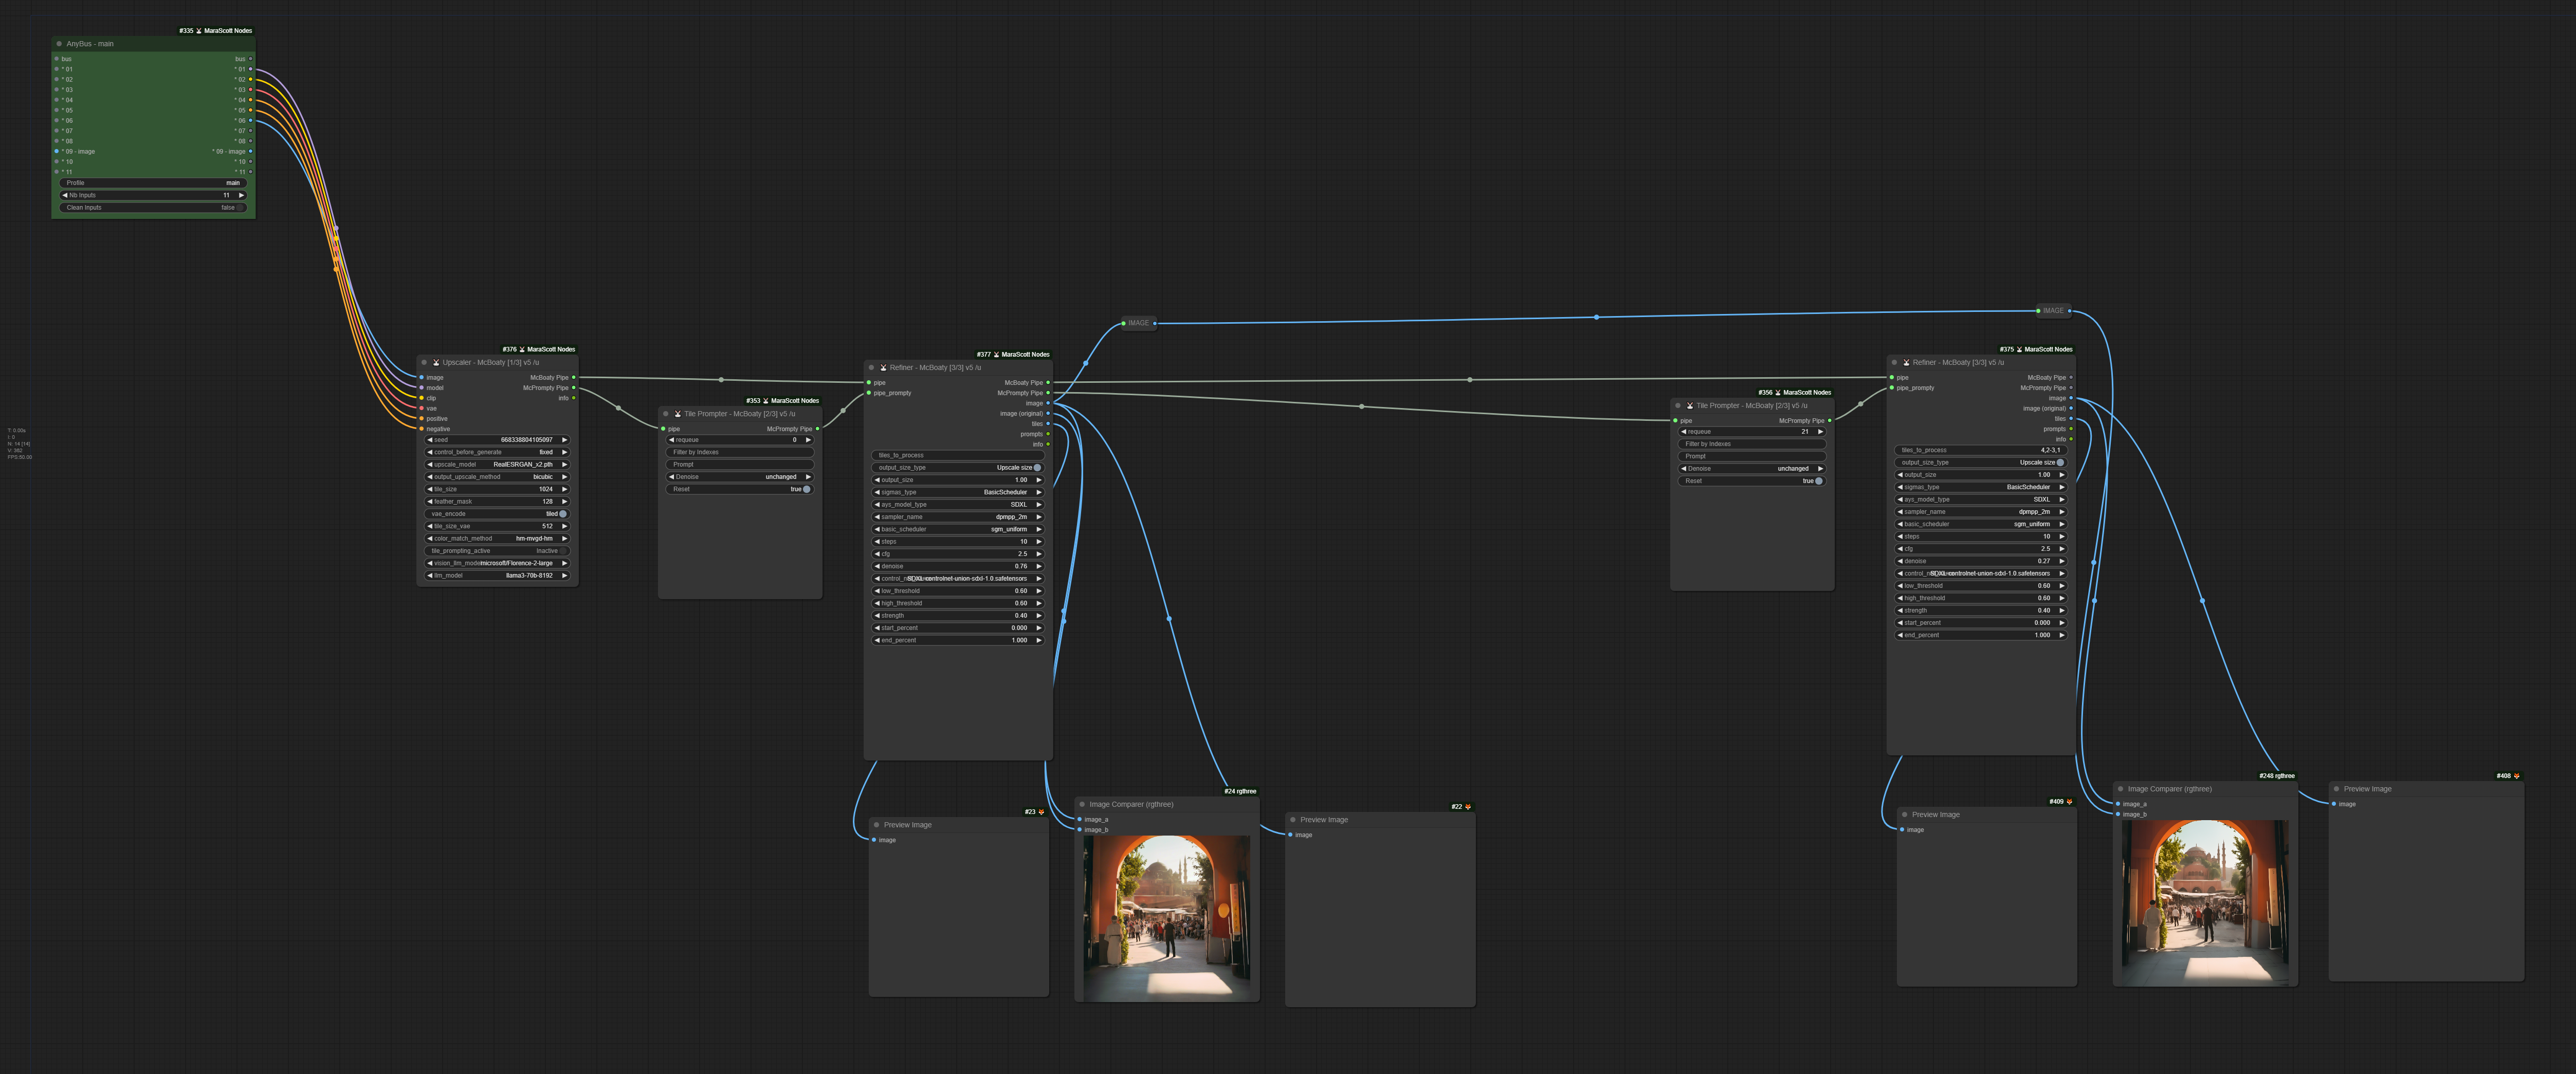 #335 MaraScott Nodes
AnyBus - main
bus bus
* 01 * 01
* 02 * 02
* 03 * 03
* 04 * 04
* 05 * 05
* 06 * 06
* 07 * 07
* 08 * 08
* 09 - image * 09 - image
* 10 * 10
* 11 * 11
Profile main
Nb Inputs 11
Clean Inputs false
T: 0.00s
I: 0
N: 14 [14]
V: 362
FPS:60.00
#376 MaraScott Nodes
Upscaler - McBoaty [1/3] v5 /u
image McBoaty Pipe
model McPrompty Pipe
clip info
vae
positive
negative
seed 668338804105097
control_before_generate fixed
upscale_model RealESRGAN_x2.pth
output_upscale_method bicubic
tile_size 1024
feather_mask 128
vae_encode tiled
tile_size_vae 512
color_match_method hm-mvgd-hm
tile_prompting_active inactive
vision_llm_mode microsoft/Florence-2-large
llm_model llama3-70b-8192
#353 MaraScott Nodes
Tile Prompter - McBoaty [2/3] v5 /u
pipe McPrompty Pipe
requeue 0
Filter by Indexes
Prompt
Denoise unchanged
Reset true
#377 MaraScott Nodes
Refiner - McBoaty [3/3] v5 /u
pipe McBoaty Pipe
pipe_prompty McPrompty Pipe
image
image (original)
tiles
prompts
info
tiles_to_process
output_size_type Upscale size
output_size 1.00
sigmas_type BasicScheduler
ays_model_type SDXL
sampler_name dpmpp_2m
basic_scheduler sgm_uniform
steps 10
cfg 2.5
denoise 0.76
controlnet-union-sdxl-1.0.safetensors
low_threshold 0.60
high_threshold 0.60
strength 0.40
start_percent 0.000
end_percent 1.000
IMAGE
IMAGE
#356 MaraScott Nodes
Tile Prompter - McBoaty [2/3] v5 /u
pipe McPrompty Pipe
requeue 21
Filter by Indexes
Prompt
Denoise unchanged
Reset true
#375 MaraScott Nodes
Refiner - McBoaty [3/3] v5 /u
pipe McBoaty Pipe
pipe_prompty McPrompty Pipe
image
image (original)
tiles
prompts
info
tiles_to_process 4,2-3,1
output_size_type Upscale size
output_size 1.00
sigmas_type BasicScheduler
ays_model_type SDXL
sampler_name dpmpp_2m
basic_scheduler sgm_uniform
steps 10
cfg 2.5
denoise 0.27
controlnet-union-sdxl-1.0.safetensors
low_threshold 0.60
high_threshold 0.60
strength 0.40
start_percent 0.000
end_percent 1.000
#23
Preview Image
image
#24 rgthree
Image Comparer (rgthree)
image_a
image_b
#22
Preview Image
image
#409
Preview Image
image
#248 rgthree
Image Comparer (rgthree)
image_a
image_b
#408
Preview Image
image